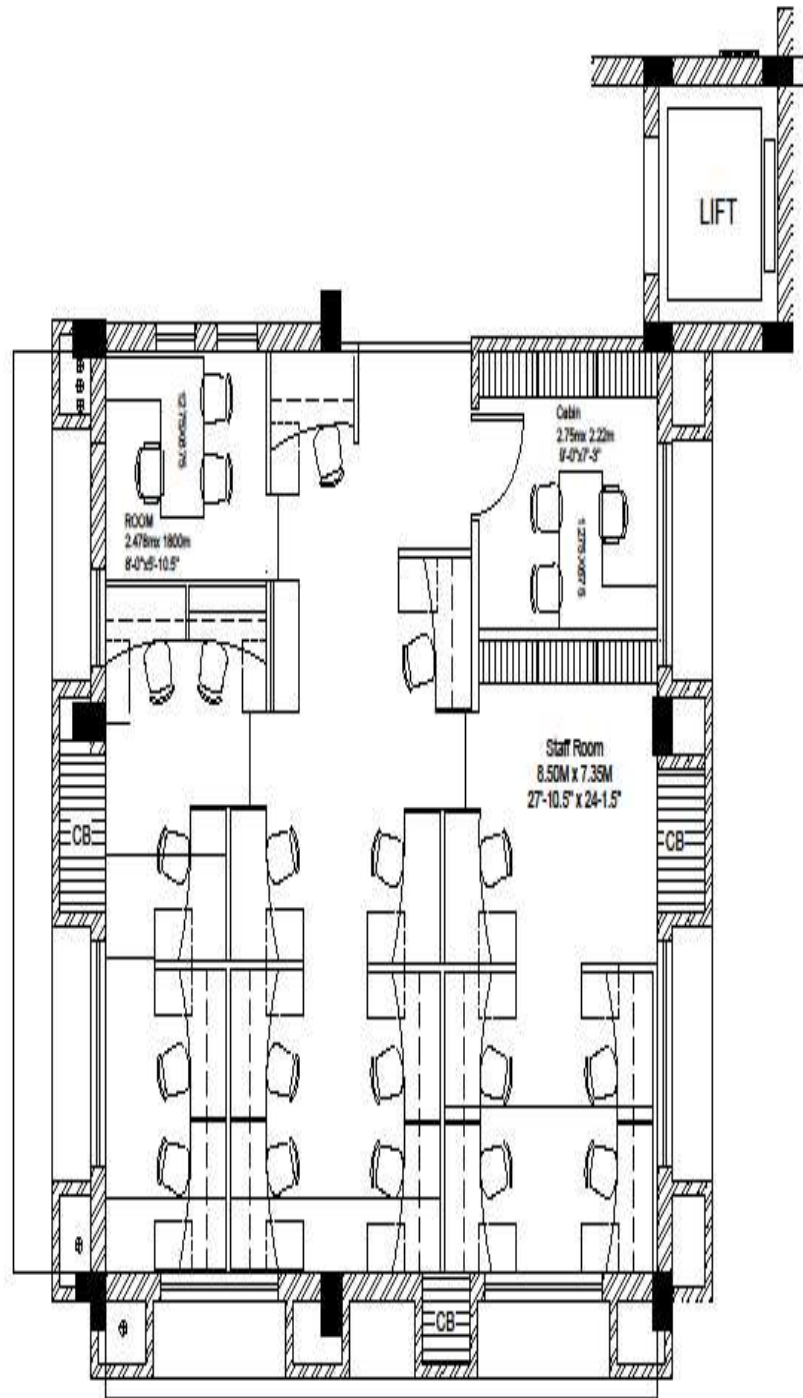 LIFT
Cabin
2.75mx 2.22m
9'-0"x7'-3"
ROOM
2.478mx 1800m
8'-0"x5'-10.5"
Staff Room
8.50M x 7.35M
27'-10.5" x 24-1.5"
CB
CB
CB